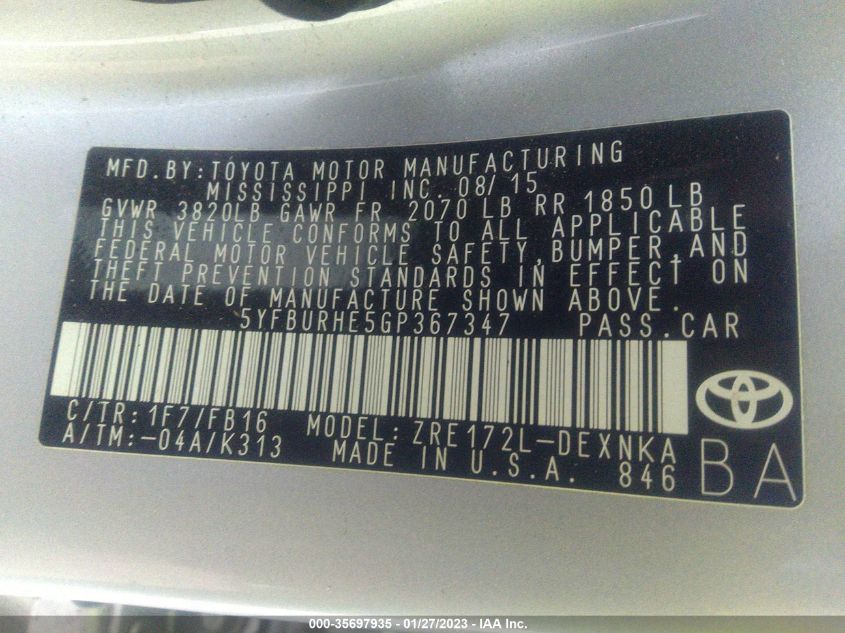 MFD. BY: TOYOTA MOTOR MANUFACTURING
MISSISSIPPI INC. 08/ 15
GVWR 3820LB GAWR FR 2070 LB RR 1850 LB
THIS VEHICLE CONFORMS TO ALL APPLICABLE
FEDERAL MOTOR VEHICLE SAFETY, BUMPER, AND
THEFT PREVENTION STANDARDS IN EFFECT ON
THE DATE OF MANUFACTURE SHOWN ABOVE.
5YFBURHE5GP367347 PASS. CAR
C/TR: 1F7/FB16 MODEL: ZRE172L-DEXNKA
A/TM: -04A/K313 MADE IN U.S.A. 846
BA
000-35697935 - 01/27/2023 - IAA Inc.